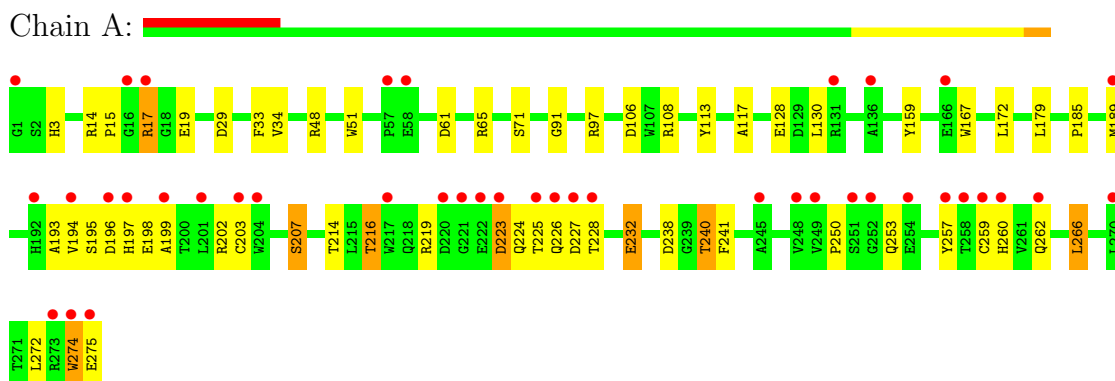 Chain A:
G1 S2 H3 R14 P15 G16 R17 G18 E19 D29 F33 V34 R48 W51 P57 E58 D61 R65 S71 G91 R97 D106 W107 R108 Y113 A117 E128 D129 L130 R131 A136 Y159 E166 W167 L172 L179 P185 M189
H192 A193 V194 S195 D196 H197 E198 A199 T200 L201 R202 C203 W204 S207 T214 L215 T216 W217 Q218 R219 D220 G221 E222 D223 Q224 T225 Q226 D227 T228 E232 D238 G239 T240 F241 A245 V248 V249 P250 S251 G252 Q253 E254 Y257 T258 C259 H260 V261 Q262 L266 L270
T271 L272 R273 W274 E275